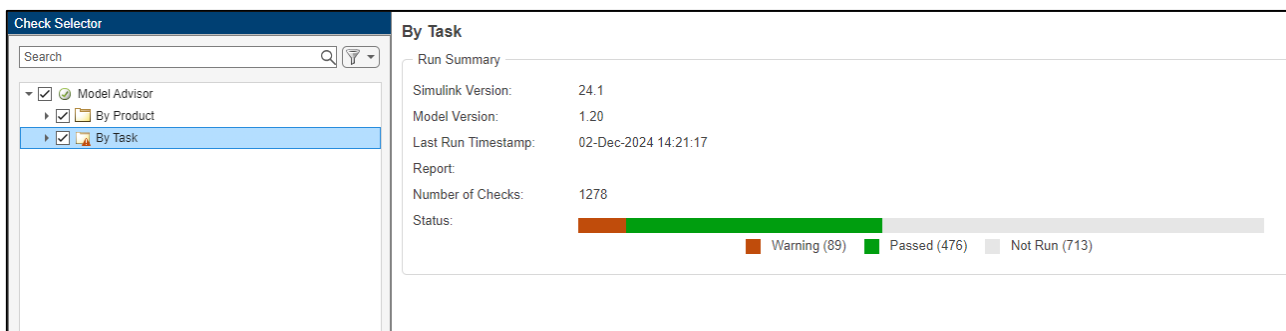 Check Selector
Search
Model Advisor
By Product
By Task
By Task
Run Summary
Simulink Version: 24.1
Model Version: 1.20
Last Run Timestamp: 02-Dec-2024 14:21:17
Report:
Number of Checks: 1278
Status:
Warning (89) Passed (476) Not Run (713)